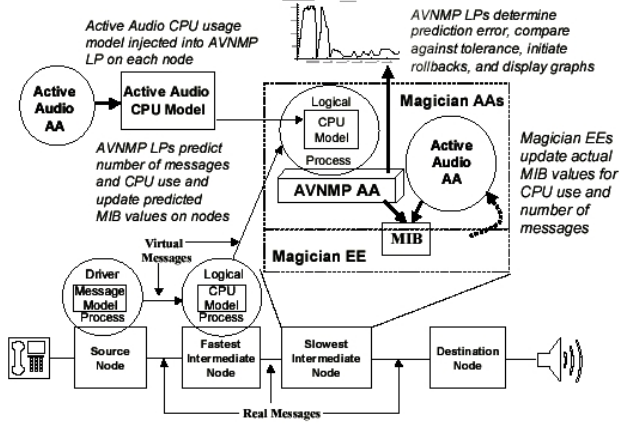 Active Audio CPU usage
model injected into AVNMP
LP on each node
AVNMP LPs determine
prediction error, compare
against tolerance, initiate
rollbacks, and display graphs
Active
Audio
AA
Active Audio
CPU Model
Logical
CPU
Model
Process
Magician AAs
Active
Audio
AA
AVNMP LPs predict
number of messages
and CPU use and
update predicted
MIB values on nodes
AVNMP AA
Magician EEs
update actual
MIB values for
CPU use and
number of
messages
MIB
Magician EE
Virtual
Messages
Driver
Message
Model
Process
Logical
CPU
Model
Process
Source
Node
Fastest
Intermediate
Node
Slowest
Intermediate
Node
Destination
Node
Real Messages